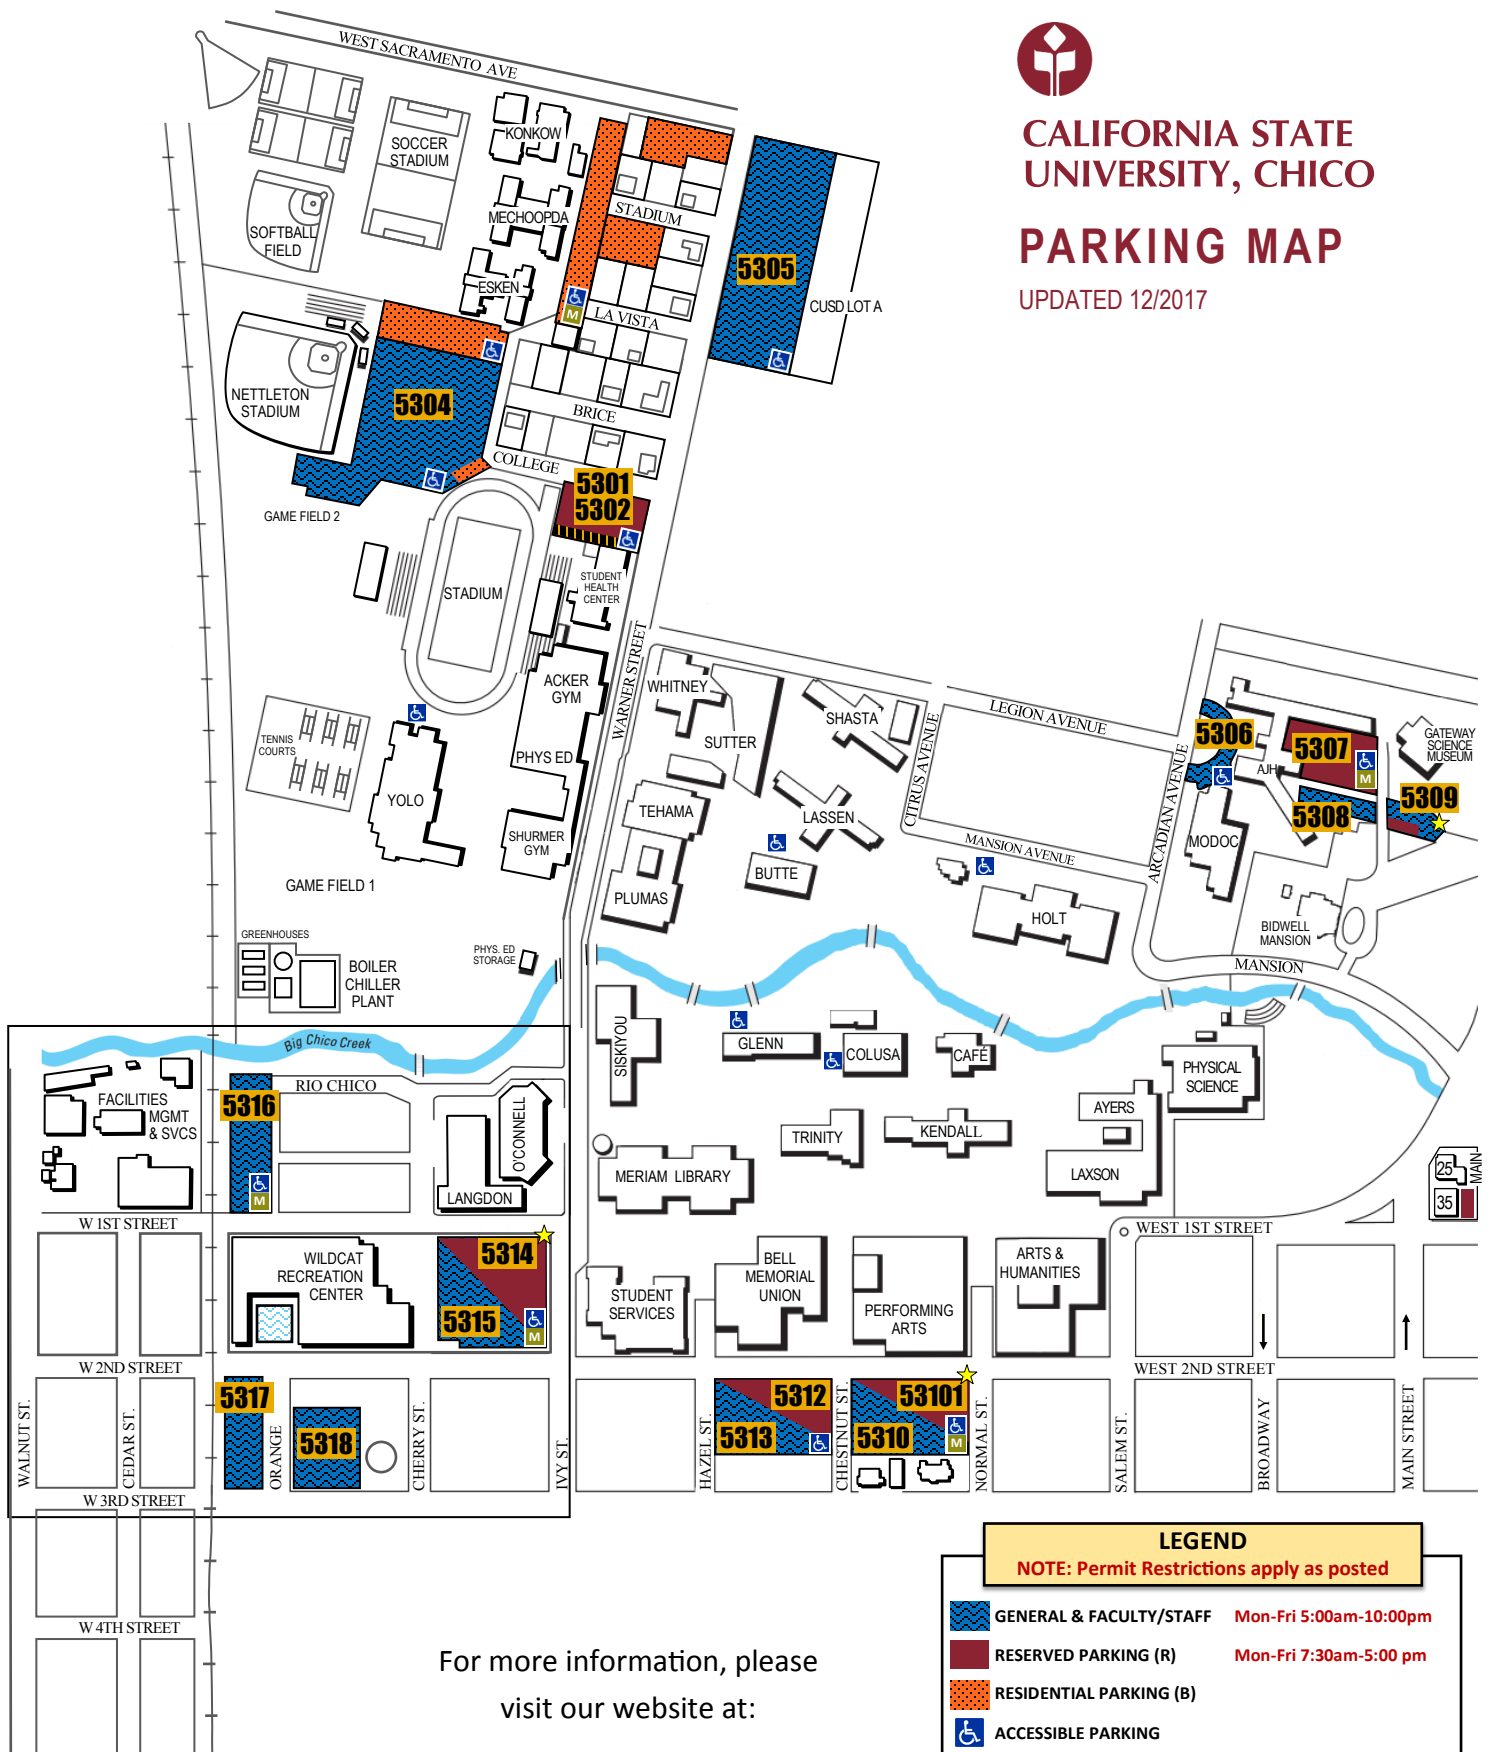 CALIFORNIA STATE
UNIVERSITY, CHICO
PARKING MAP
UPDATED 12/2017
WEST SACRAMENTO AVE
SOCCER
STADIUM
KONKOW
MECHOOPDA
STADIUM
SOFTBALL
FIELD
ESKEN
M
LA VISTA
5305
CUSD LOT A
NETTLETON
STADIUM
5304
BRICE
COLLEGE
5301
5302
GAME FIELD 2
STADIUM
STUDENT
HEALTH
CENTER
WARNER STREET
ACKER
GYM
WHITNEY
SUTTER
SHASTA
CITRUS AVENUE
LEGION AVENUE
ARCADIAN AVENUE
5306
5307
M
GATEWAY
SCIENCE
MUSEUM
AJH
5308
5309
TENNIS
COURTS
PHYS ED
YOLO
SHURMER
GYM
TEHAMA
LASSEN
MANSION AVENUE
MODOC
BUTTE
GAME FIELD 1
PLUMAS
HOLT
BIDWELL
MANSION
GREENHOUSES
PHYS. ED
STORAGE
BOILER
CHILLER
PLANT
MANSION
Big Chico Creek
SISKIYOU
GLENN
COLUSA
CAFÉ
PHYSICAL
SCIENCE
FACILITIES
MGMT
& SVCS
5316
M
RIO CHICO
O'CONNELL
LANGDON
TRINITY
KENDALL
AYERS
MERIAM LIBRARY
LAXSON
25
35
MAIN
W 1ST STREET
WEST 1ST STREET
WILDCAT
RECREATION
CENTER
5314
5315
M
STUDENT
SERVICES
BELL
MEMORIAL
UNION
PERFORMING
ARTS
ARTS &
HUMANITIES
W 2ND STREET
WEST 2ND STREET
WALNUT ST.
CEDAR ST.
5317
ORANGE
5318
CHERRY ST.
IVY ST.
HAZEL ST.
5312
5313
CHESTNUT ST.
53101
5310
M
NORMAL ST.
SALEM ST.
BROADWAY
MAIN STREET
W 3RD STREET
W 4TH STREET
For more information, please
visit our website at:
LEGEND
NOTE: Permit Restrictions apply as posted
GENERAL & FACULTY/STAFF Mon-Fri 5:00am-10:00pm
RESERVED PARKING (R) Mon-Fri 7:30am-5:00 pm
RESIDENTIAL PARKING (B)
ACCESSIBLE PARKING